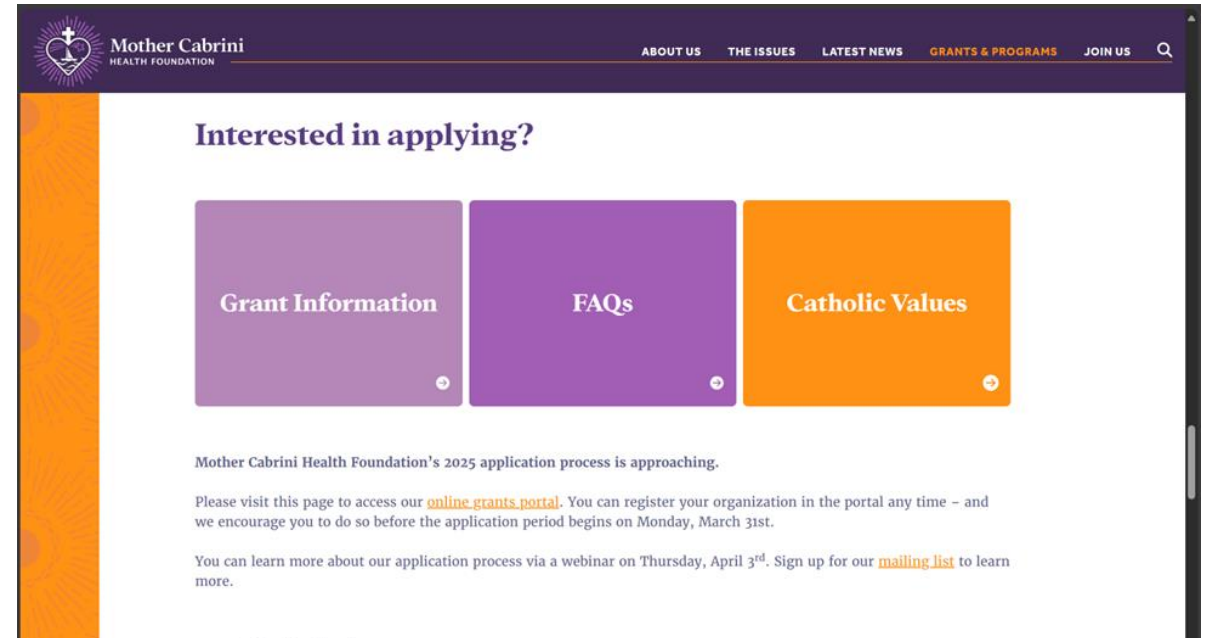 Mother Cabrini
HEALTH FOUNDATION
ABOUT US THE ISSUES LATEST NEWS GRANTS & PROGRAMS JOIN US
Interested in applying?
Grant Information
FAQs
Catholic Values
Mother Cabrini Health Foundation’s 2025 application process is approaching.
Please visit this page to access our online grants portal. You can register your organization in the portal any time – and
we encourage you to do so before the application period begins on Monday, March 31st.
You can learn more about our application process via a webinar on Thursday, April 3rd. Sign up for our mailing list to learn
more.